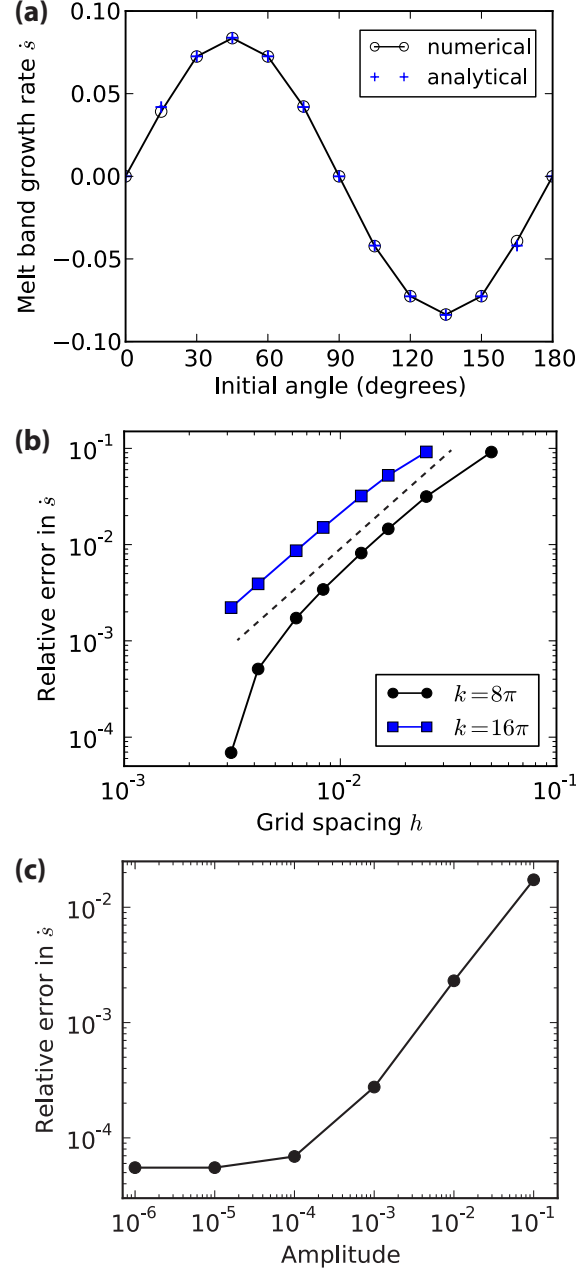 (a)
Melt band growth rate ṡ
0.10
0.05
0.00
−0.05
−0.10
numerical
analytical
0 30 60 90 120 150 180
Initial angle (degrees)
(b)
Relative error in ṡ
10⁻¹
10⁻²
10⁻³
10⁻⁴
k = 8π
k = 16π
10⁻³ 10⁻² 10⁻¹
Grid spacing h
(c)
Relative error in ṡ
10⁻²
10⁻³
10⁻⁴
10⁻⁶ 10⁻⁵ 10⁻⁴ 10⁻³ 10⁻² 10⁻¹
Amplitude